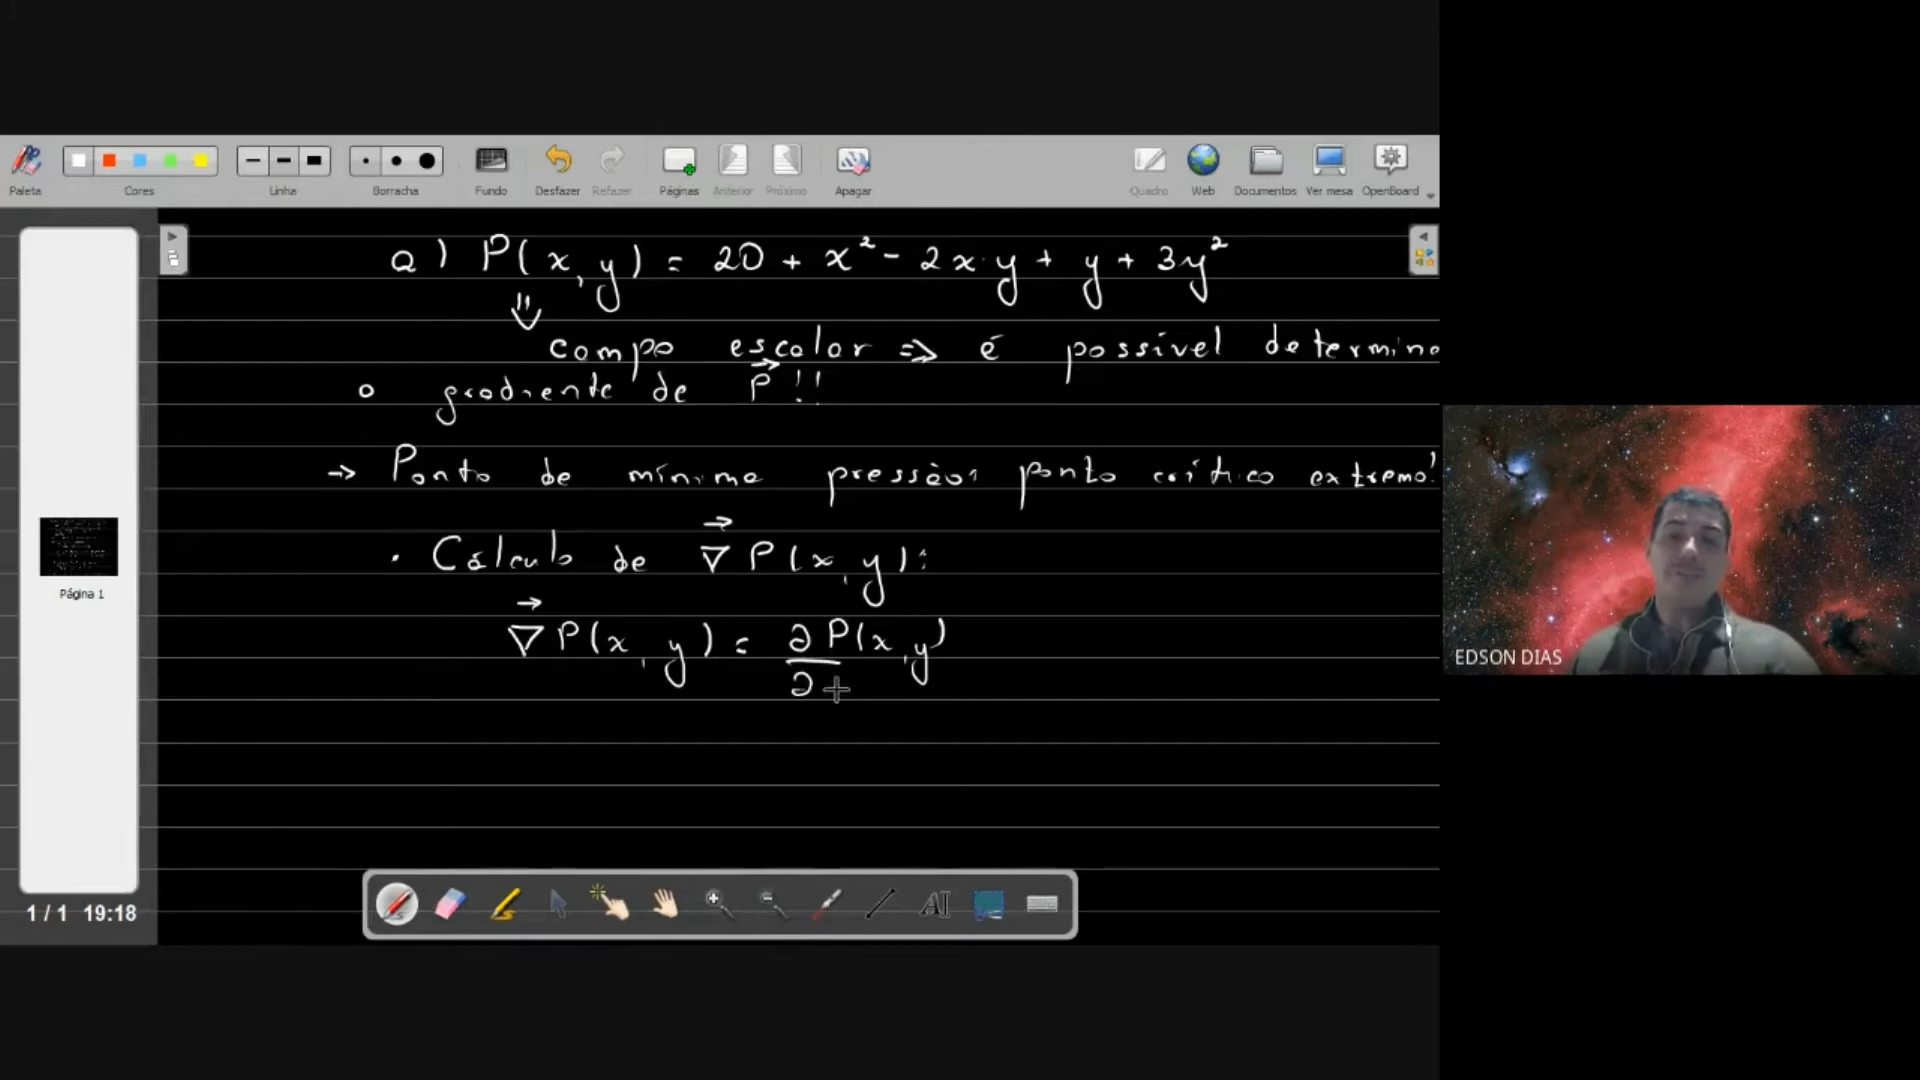 Paleta Cores Linha Borracha Fundo Desfazer Refazer Páginas Anterior Próximo Apagar Quadro Web Documentos Ver mesa OpenBoard
a) P(x,y) = 20 + x² - 2x·y + y + 3y²
⇓
campo escalar => é possível determina
o gradiente de P⃗!!
→ Ponto de mínima pressão, ponto crítico extremo!
· Cálculo de ∇⃗ P(x,y):
∇⃗ P(x,y) = ∂P(x,y)
∂
Página 1
EDSON DIAS
1 / 1 19:18
AI